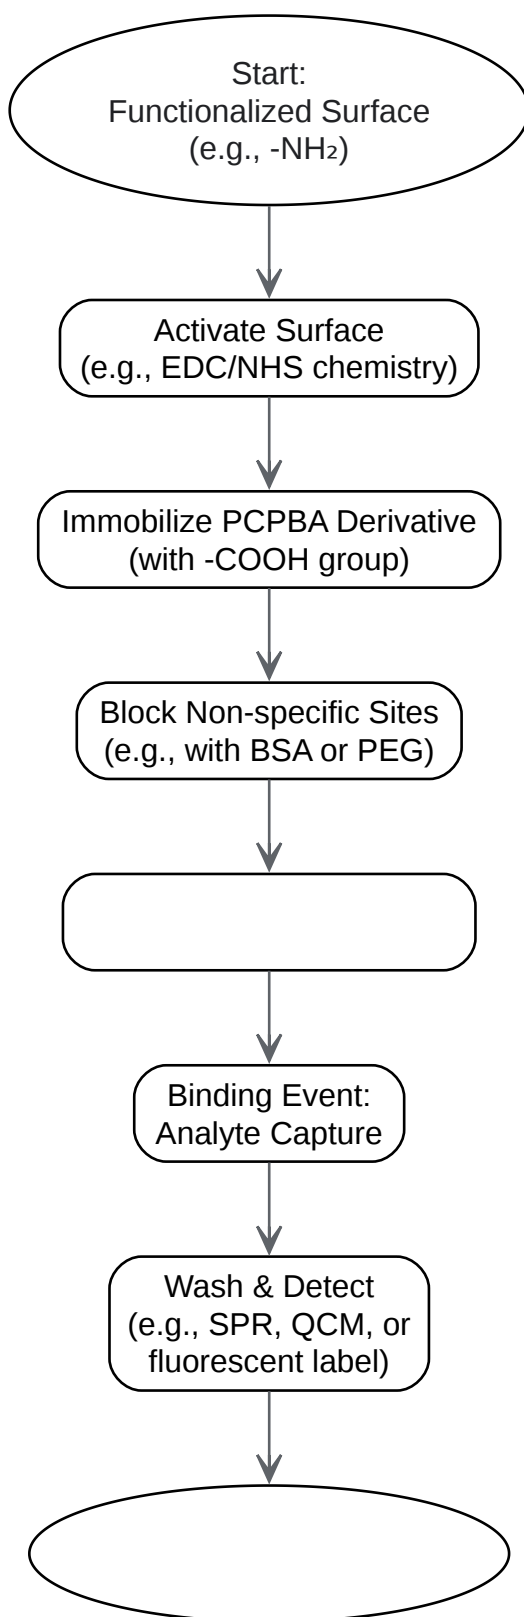 Start:
Functionalized Surface
(e.g., -NH₂)
Activate Surface
(e.g., EDC/NHS chemistry)
Immobilize PCPBA Derivative
(with -COOH group)
Block Non-specific Sites
(e.g., with BSA or PEG)
Binding Event:
Analyte Capture
Wash & Detect
(e.g., SPR, QCM, or
fluorescent label)